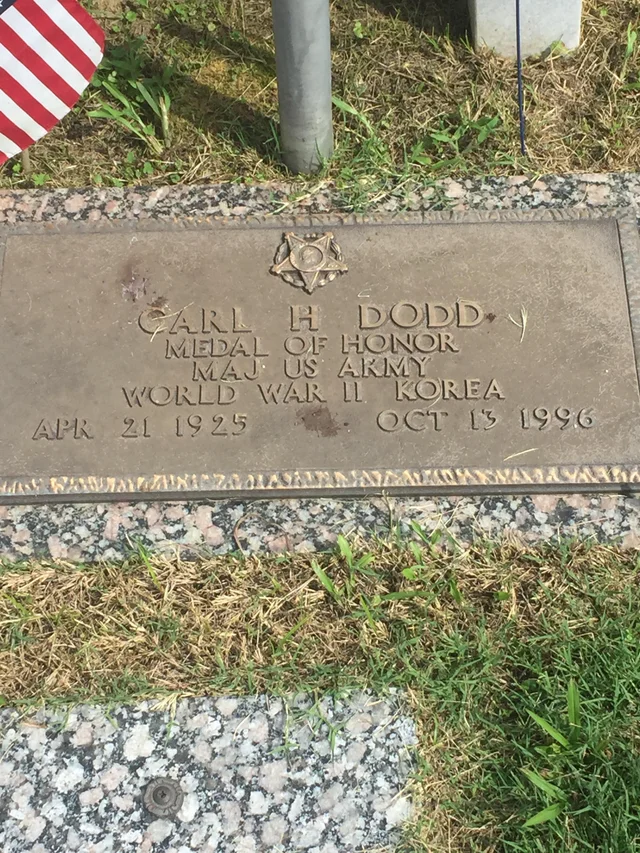 CARL H DODD
MEDAL OF HONOR
MAJ US ARMY
WORLD WAR II KOREA
APR 21 1925 OCT 13 1996